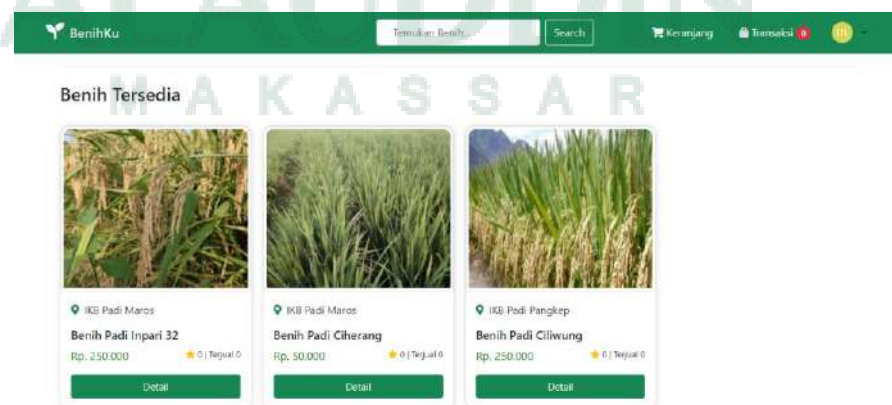 BenihKu
Temukan Benih...
Search
Keranjang
Transaksi 0
Benih Tersedia
MAKASSAR
IKB Padi Maros
Benih Padi Inpari 32
Rp. 250.000
0 | Terjual 0
Detail
IKB Padi Maros
Benih Padi Ciherang
Rp. 50.000
0 | Terjual 0
Detail
IKB Padi Pangkep
Benih Padi Ciliwung
Rp. 250.000
0 | Terjual 0
Detail